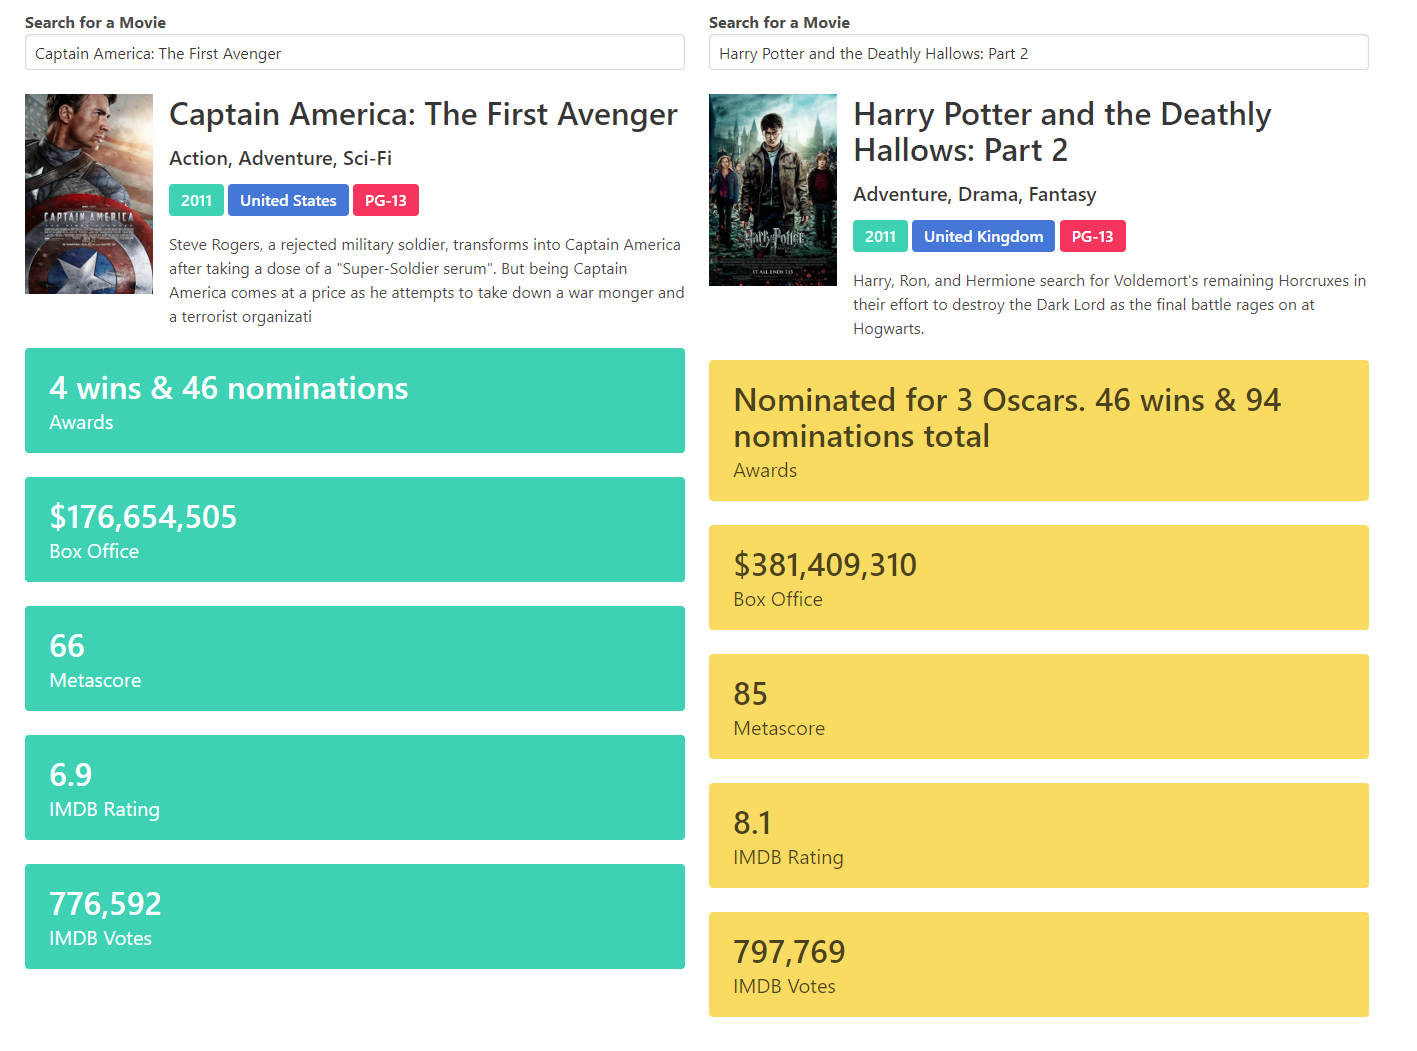 Search for a Movie
Captain America: The First Avenger
CAPTAIN AMERICA
Captain America: The First Avenger
Action, Adventure, Sci-Fi
2011 United States PG-13
Steve Rogers, a rejected military soldier, transforms into Captain America
after taking a dose of a "Super-Soldier serum". But being Captain
America comes at a price as he attempts to take down a war monger and
a terrorist organizati
4 wins & 46 nominations
Awards
$176,654,505
Box Office
66
Metascore
6.9
IMDB Rating
776,592
IMDB Votes
Search for a Movie
Harry Potter and the Deathly Hallows: Part 2
Harry Potter
IT ALL ENDS 7.15
Harry Potter and the Deathly
Hallows: Part 2
Adventure, Drama, Fantasy
2011 United Kingdom PG-13
Harry, Ron, and Hermione search for Voldemort's remaining Horcruxes in
their effort to destroy the Dark Lord as the final battle rages on at
Hogwarts.
Nominated for 3 Oscars. 46 wins & 94
nominations total
Awards
$381,409,310
Box Office
85
Metascore
8.1
IMDB Rating
797,769
IMDB Votes